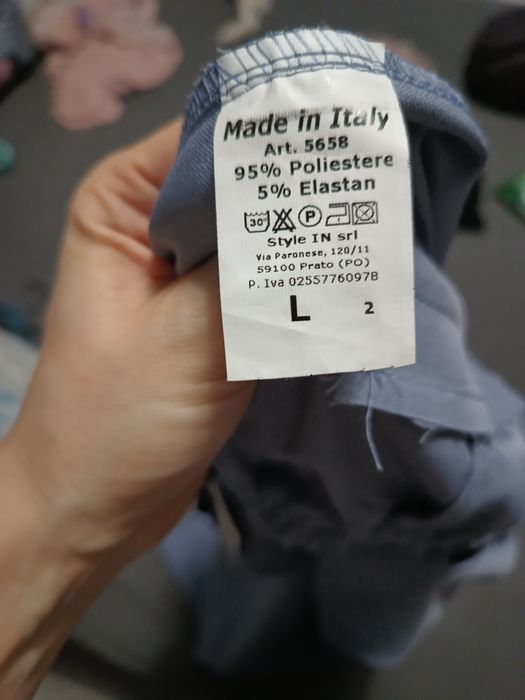 Made in Italy
Art. 5658
95% Poliestere
5% Elastan
30° P
Style IN srl
Via Paronese, 120/11
59100 Prato (PO)
P. Iva 02557760978
L 2